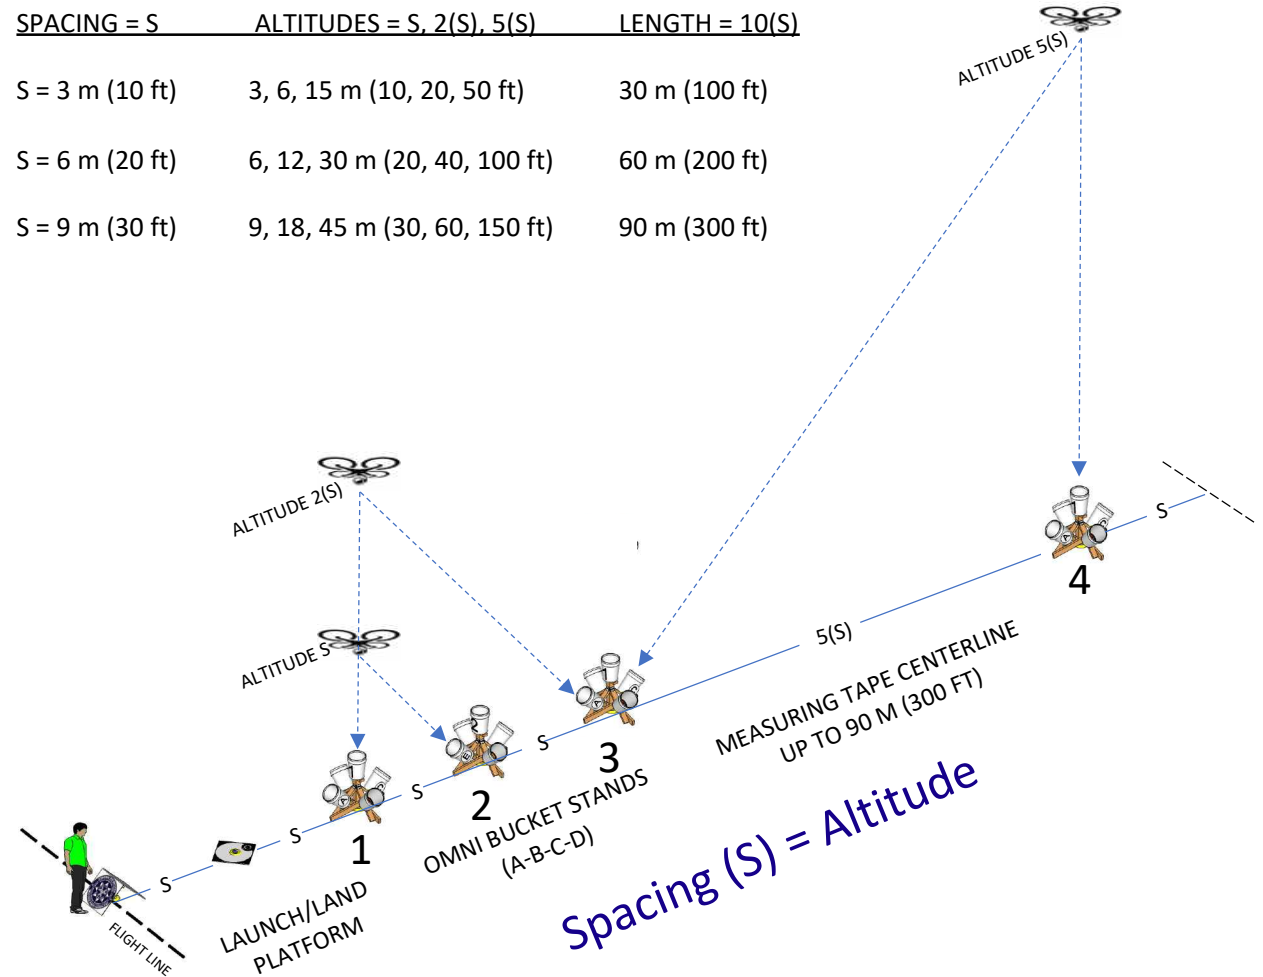 SPACING = S ALTITUDES = S, 2(S), 5(S) LENGTH = 10(S)
S = 3 m (10 ft) 3, 6, 15 m (10, 20, 50 ft) 30 m (100 ft)
S = 6 m (20 ft) 6, 12, 30 m (20, 40, 100 ft) 60 m (200 ft)
S = 9 m (30 ft) 9, 18, 45 m (30, 60, 150 ft) 90 m (300 ft)
ALTITUDE 5(S)
ALTITUDE 2(S)
ALTITUDE S
S
4
5(S)
MEASURING TAPE CENTERLINE
UP TO 90 M (300 FT)
S
3
S
2
OMNI BUCKET STANDS
(A-B-C-D)
S
1
S
LAUNCH/LAND
PLATFORM
FLIGHT LINE
Spacing (S) = Altitude